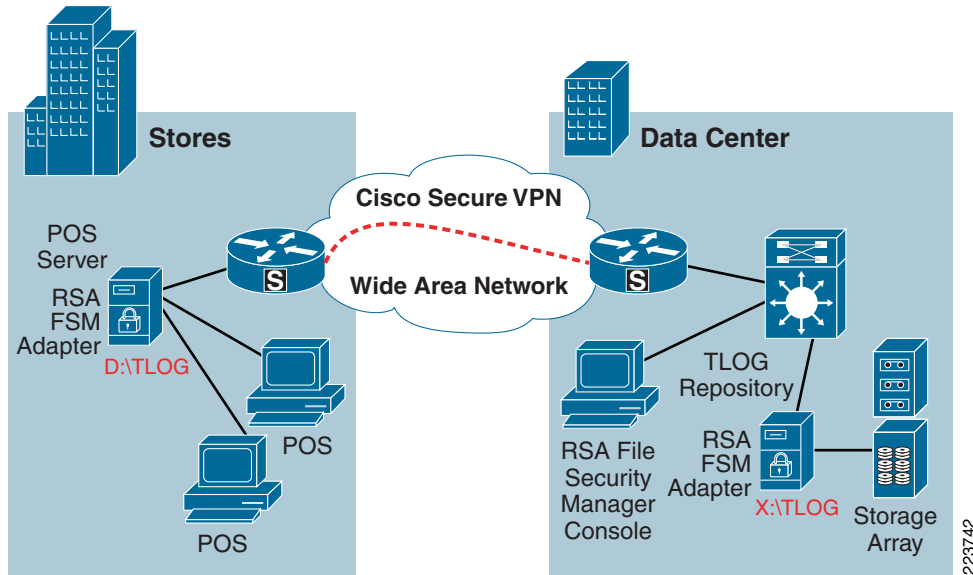 Stores
Data Center
Cisco Secure VPN
Wide Area Network
POS
Server
RSA
FSM
Adapter
D:\TLOG
POS
POS
S
S
TLOG
Repository
RSA File
Security
Manager
Console
RSA
FSM
Adapter
X:\TLOG
Storage
Array
223742